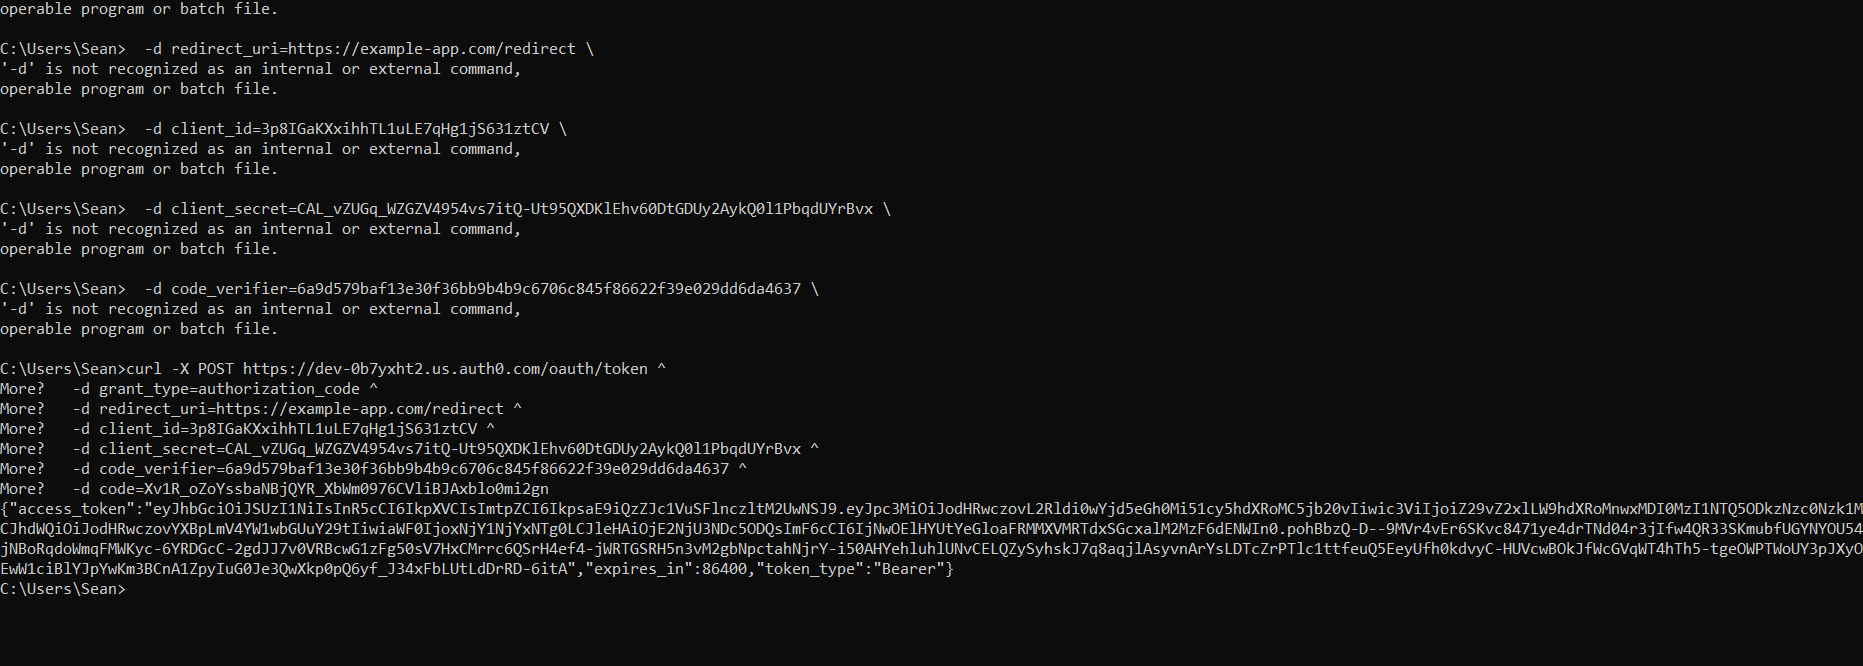 operable program or batch file.
C:\Users\Sean>  -d redirect_uri=https://example-app.com/redirect \
'-d' is not recognized as an internal or external command,
operable program or batch file.
C:\Users\Sean>  -d client_id=3p8IGaKXxihhTL1uLE7qHg1jS631ztCV \
'-d' is not recognized as an internal or external command,
operable program or batch file.
C:\Users\Sean>  -d client_secret=CAL_vZUGq_WZGZV4954vs7itQ-Ut95QXDKlEhv60DtGDUy2AykQ0l1PbqdUYrBvx \
'-d' is not recognized as an internal or external command,
operable program or batch file.
C:\Users\Sean>  -d code_verifier=6a9d579baf13e30f36bb9b4b9c6706c845f86622f39e029dd6da4637 \
'-d' is not recognized as an internal or external command,
operable program or batch file.
C:\Users\Sean>curl -X POST https://dev-0b7yxht2.us.auth0.com/oauth/token ^
More?   -d grant_type=authorization_code ^
More?   -d redirect_uri=https://example-app.com/redirect ^
More?   -d client_id=3p8IGaKXxihhTL1uLE7qHg1jS631ztCV ^
More?   -d client_secret=CAL_vZUGq_WZGZV4954vs7itQ-Ut95QXDKlEhv60DtGDUy2AykQ0l1PbqdUYrBvx ^
More?   -d code_verifier=6a9d579baf13e30f36bb9b4b9c6706c845f86622f39e029dd6da4637 ^
More?   -d code=Xv1R_oZoYssbaNBjQYR_XbWm0976CVliBJAxblo0mi2gn
{"access_token":"eyJhbGciOiJSUzI1NiIsInR5cCI6IkpXVCIsImtpZCI6IkpsaE9iQzZJc1VuSFlnczltM2UwNSJ9.eyJpc3MiOiJodHRwczovL2Rldi0wYjd5eGh0Mi51cy5hdXRoMC5jb20vIiwic3ViIjoiZ29vZ2xlLW9hdXRoMnwxMDI0MzI1NTQ5ODkzNzc0Nzk1M
CJhdWQiOiJodHRwczovYXBpLmV4YW1wbGUuY29tIiwiaWF0IjoxNjY1NjYxNTg0LCJleHAiOjE2NjU3NDc5ODQsImF6cCI6IjNwOElHYUtYeGloaFRMMXVMRTdxSGcxalM2MzF6dENWIn0.pohBbzQ-D--9MVr4vEr6SKvc8471ye4drTNd04r3jIfw4QR33SKmubfUGYNYOU54
jNBoRqdoWmqFMWKyc-6YRDGcC-2gdJJ7v0VRBcwG1zFg50sV7HxCMrrc6QSrH4ef4-jWRTGSRH5n3vM2gbNpctahNjrY-i50AHYehluhlUNvCELQZySyhskJ7q8aqjlAsyvnArYsLDTcZrPTlc1ttfeuQ5EeyUfh0kdvyC-HUVcwBOkJfWcGVqWT4hTh5-tgeOWPTWoUY3pJXyO
EwW1ciBlYJpYwKm3BCnA1ZpyIuG0Je3QwXkp0pQ6yf_J34xFbLUtLdDrRD-6itA","expires_in":86400,"token_type":"Bearer"}
C:\Users\Sean>